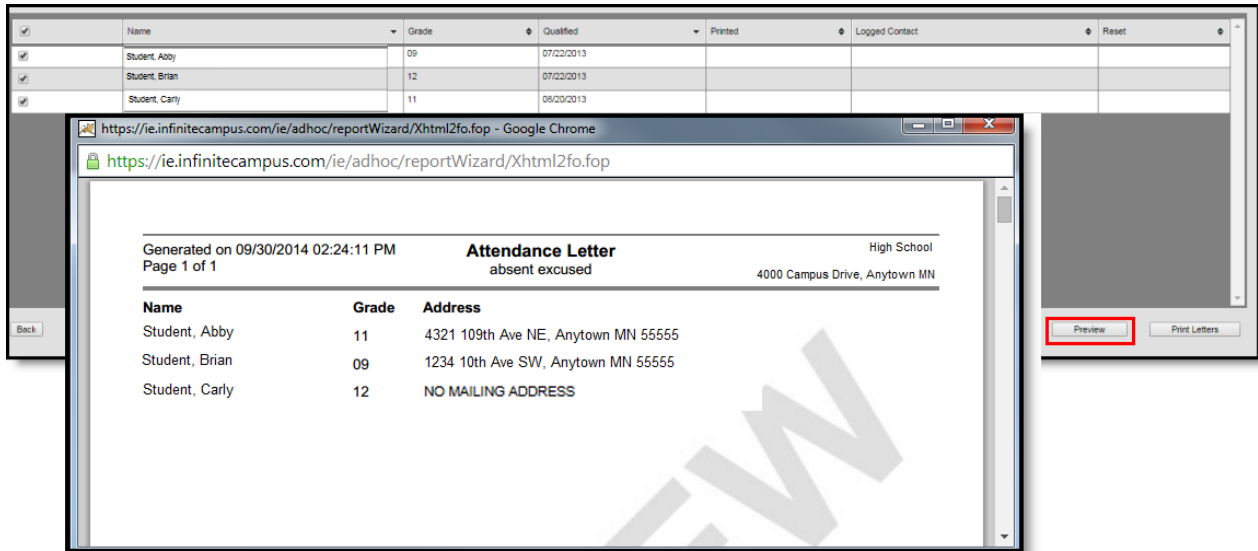 Name Grade Qualified Printed Logged Contact Reset
Student, Abby 09 07/22/2013
Student, Brian 12 07/22/2013
Student, Carly 11 08/20/2013
https://ie.infinitecampus.com/ie/adhoc/reportWizard/Xhtml2fo.fop - Google Chrome
https://ie.infinitecampus.com/ie/adhoc/reportWizard/Xhtml2fo.fop
Generated on 09/30/2014 02:24:11 PM Attendance Letter High School
Page 1 of 1 absent excused 4000 Campus Drive, Anytown MN
Name Grade Address
Student, Abby 11 4321 109th Ave NE, Anytown MN 55555
Student, Brian 09 1234 10th Ave SW, Anytown MN 55555
Student, Carly 12 NO MAILING ADDRESS
EW
Back Preview Print Letters